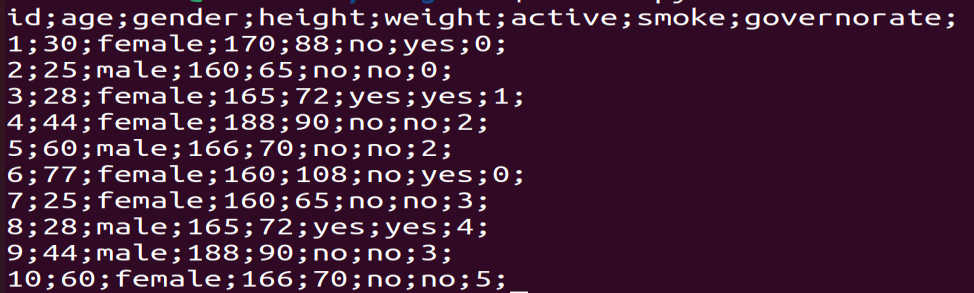 id;age;gender;height;weight;active;smoke;governorate;
1;30;female;170;88;no;yes;0;
2;25;male;160;65;no;no;0;
3;28;female;165;72;yes;yes;1;
4;44;female;188;90;no;no;2;
5;60;male;166;70;no;no;2;
6;77;female;160;108;no;yes;0;
7;25;female;160;65;no;no;3;
8;28;male;165;72;yes;yes;4;
9;44;male;188;90;no;no;3;
10;60;female;166;70;no;no;5;